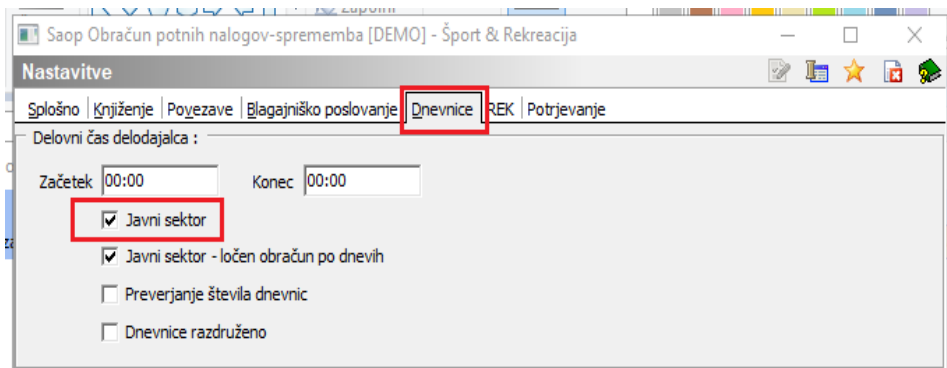 Zapolni
Saop Obračun potnih nalogov-sprememba [DEMO] - Šport & Rekreacija
Nastavitve
Splošno Knjiženje Povezave Blagajniško poslovanje Dnevnice REK Potrjevanje
Delovni čas delodajalca :
Začetek 00:00 Konec 00:00
Javni sektor
Javni sektor - ločen obračun po dnevih
Preverjanje števila dnevnic
Dnevnice razdruženo